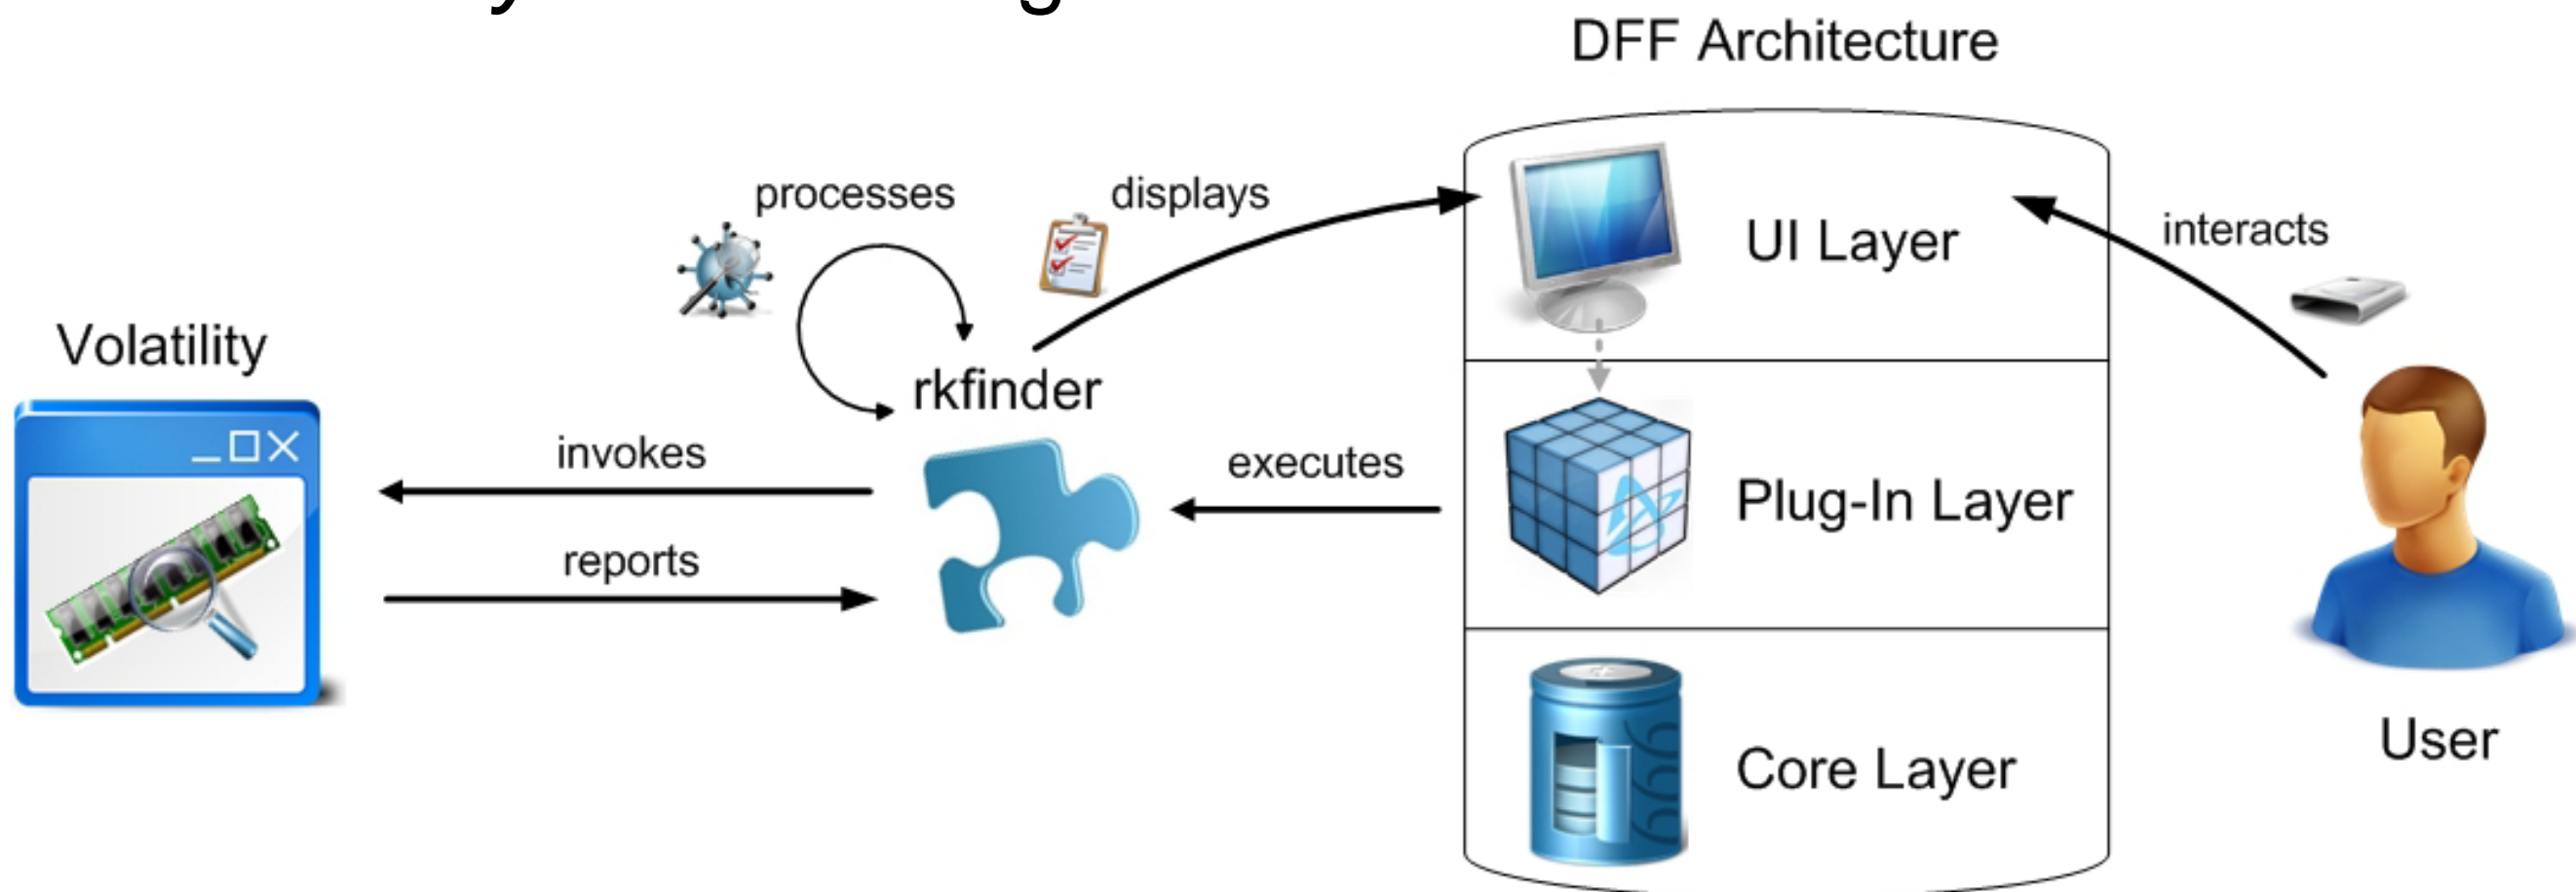 DFF Architecture
processes
displays
UI Layer
interacts
Volatility
rkfinder
invokes
executes
Plug-In Layer
reports
User
Core Layer